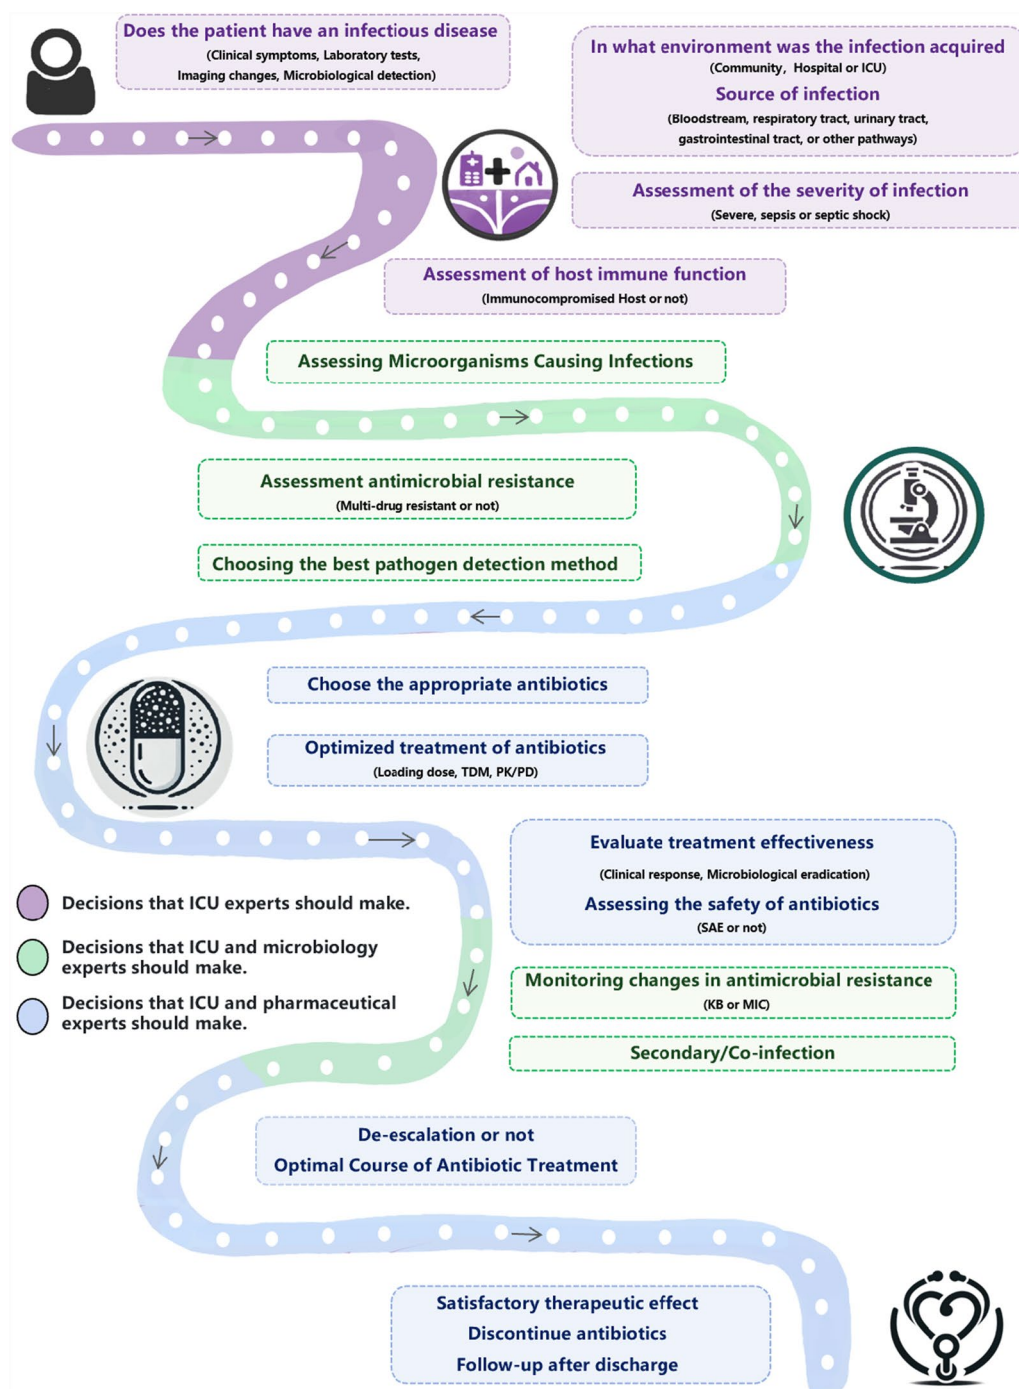 Does the patient have an infectious disease
(Clinical symptoms, Laboratory tests,
Imaging changes, Microbiological detection)
In what environment was the infection acquired
(Community, Hospital or ICU)
Source of infection
(Bloodstream, respiratory tract, urinary tract,
gastrointestinal tract, or other pathways)
Assessment of the severity of infection
(Severe, sepsis or septic shock)
Assessment of host immune function
(Immunocompromised Host or not)
Assessing Microorganisms Causing Infections
Assessment antimicrobial resistance
(Multi-drug resistant or not)
Choosing the best pathogen detection method
Choose the appropriate antibiotics
Optimized treatment of antibiotics
(Loading dose, TDM, PK/PD)
Evaluate treatment effectiveness
(Clinical response, Microbiological eradication)
Assessing the safety of antibiotics
(SAE or not)
Decisions that ICU experts should make.
Decisions that ICU and microbiology
experts should make.
Decisions that ICU and pharmaceutical
experts should make.
Monitoring changes in antimicrobial resistance
(KB or MIC)
Secondary/Co-infection
De-escalation or not
Optimal Course of Antibiotic Treatment
Satisfactory therapeutic effect
Discontinue antibiotics
Follow-up after discharge